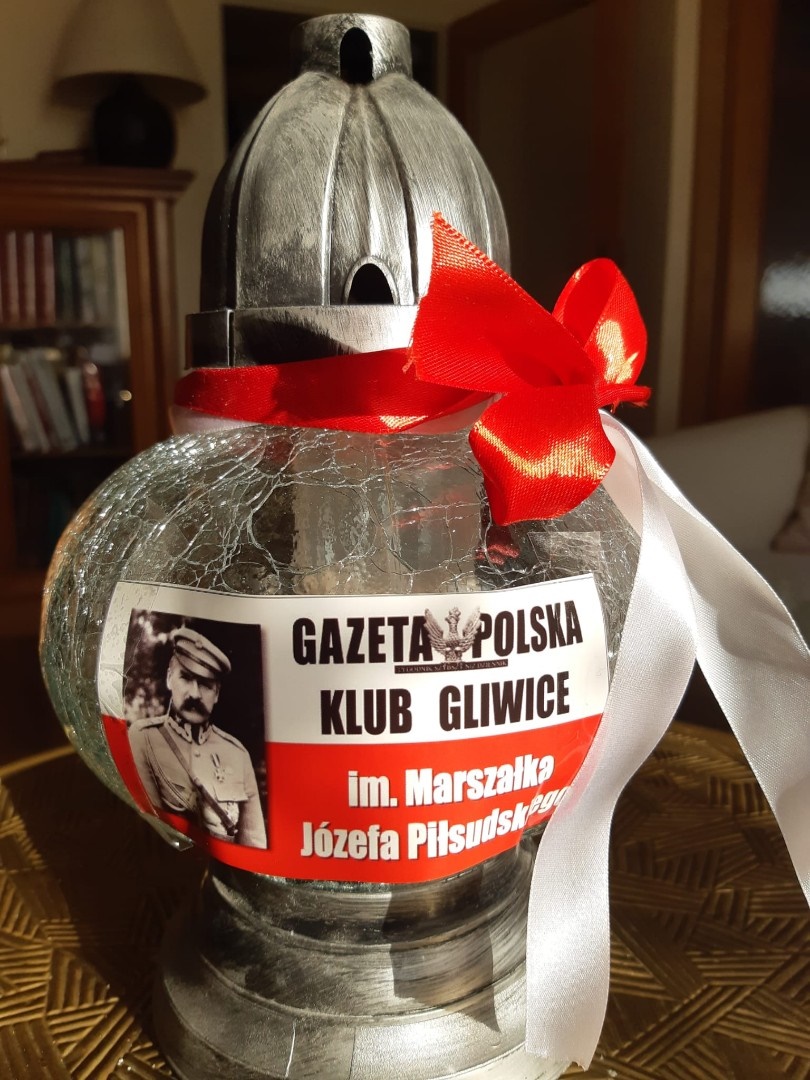 GAZETA POLSKA
KLUB GLIWICE
im. Marszałka
Józefa Piłsudskiego